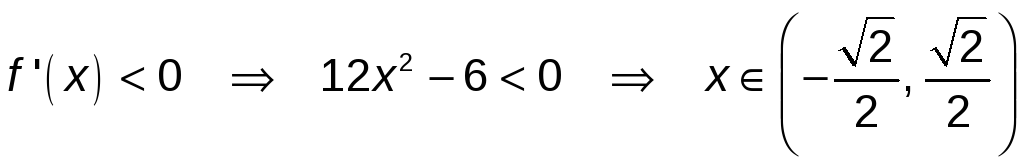 f '( x ) < 0 ⇒ 12x² − 6 < 0 ⇒ x ∈ ( −√2/2 , √2/2 )